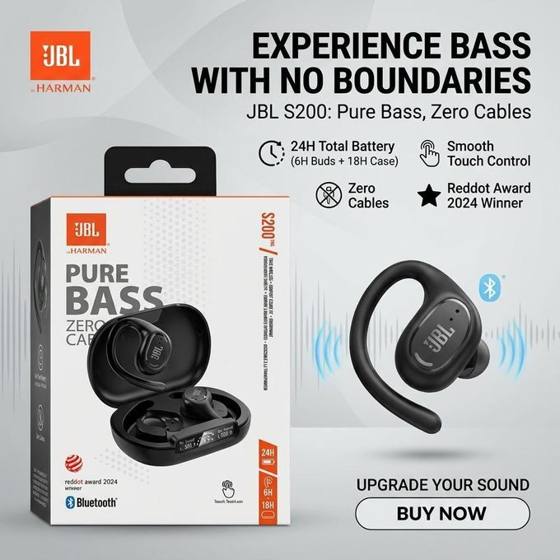 JBL
by HARMAN
EXPERIENCE BASS
WITH NO BOUNDARIES
JBL S200: Pure Bass, Zero Cables
24H Total Battery
(6H Buds + 18H Case)
Smooth
Touch Control
Zero
Cables
Reddot Award
2024 Winner
JBL
by HARMAN
S200
PURE
BASS
ZERO
CAB
24H
6H
18H
reddot award 2024
Bluetooth
JBL
UPGRADE YOUR SOUND
BUY NOW